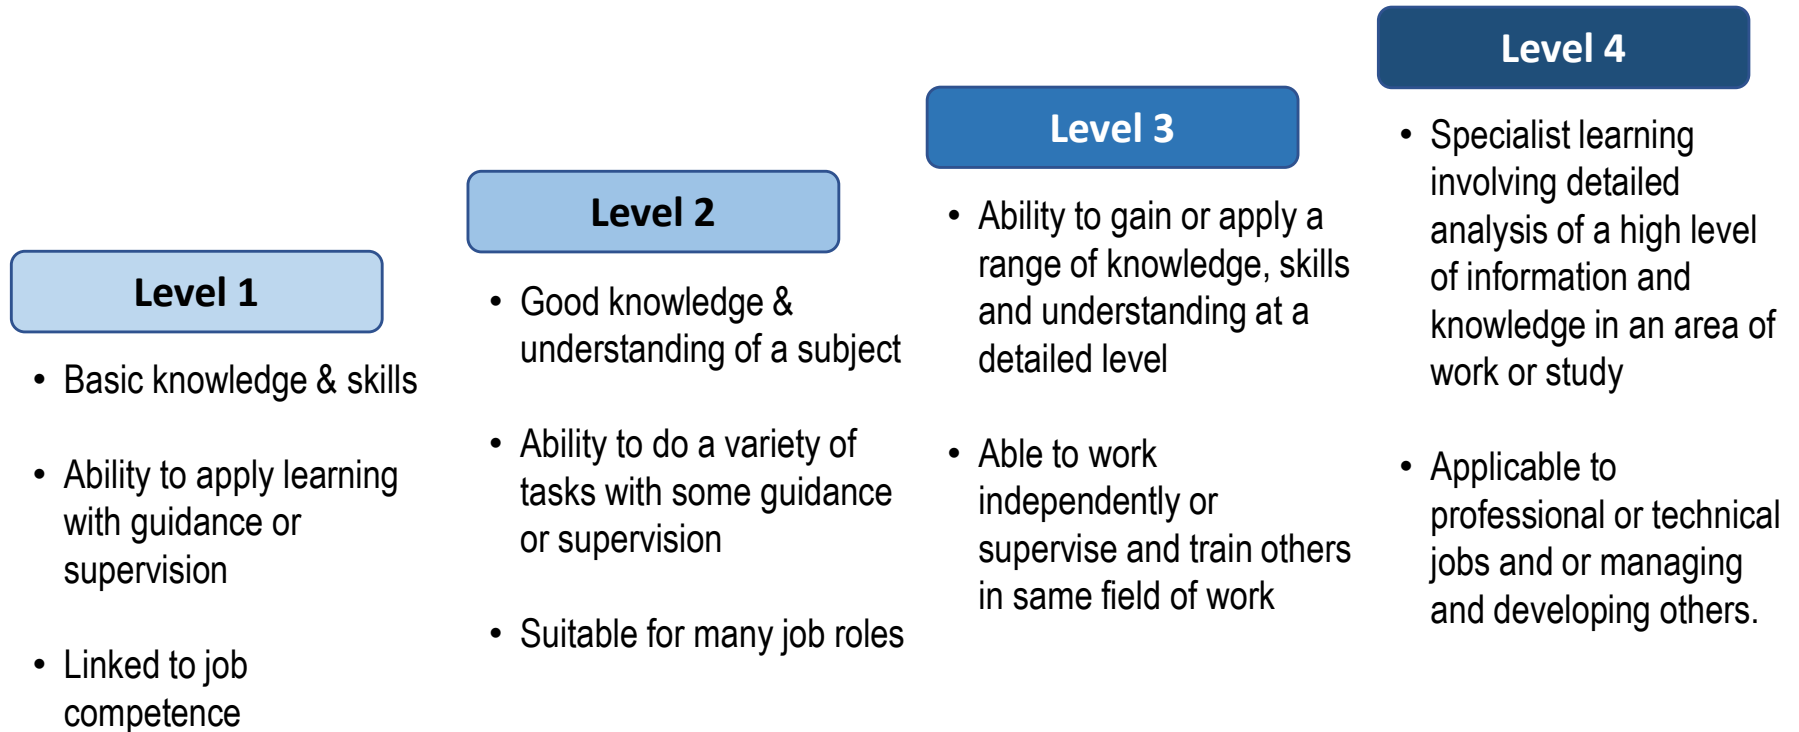 Level 1
• Basic knowledge & skills
• Ability to apply learning
with guidance or
supervision
• Linked to job
competence
Level 2
• Good knowledge &
understanding of a subject
• Ability to do a variety of
tasks with some guidance
or supervision
• Suitable for many job roles
Level 3
• Ability to gain or apply a
range of knowledge, skills
and understanding at a
detailed level
• Able to work
independently or
supervise and train others
in same field of work
Level 4
• Specialist learning
involving detailed
analysis of a high level
of information and
knowledge in an area of
work or study
• Applicable to
professional or technical
jobs and or managing
and developing others.